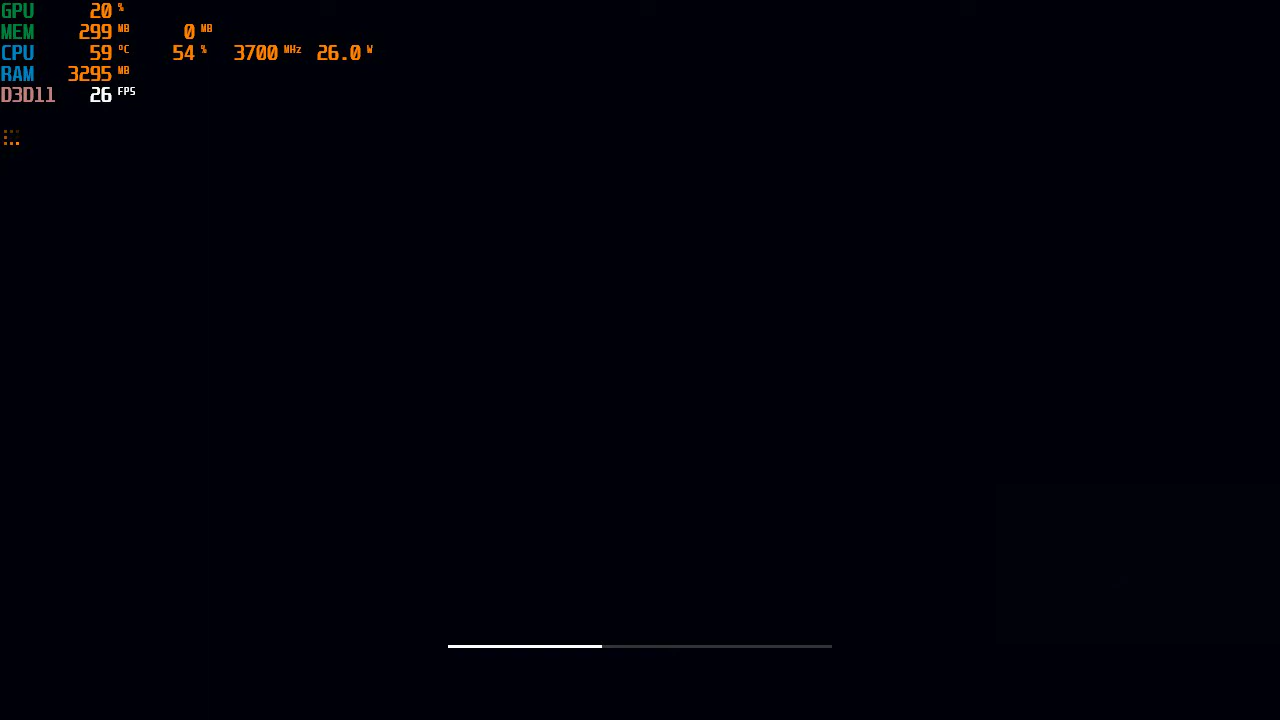 GPU 20 %
MEM 299 MB 0 MB
CPU 59 °C 54 % 3700 MHz 26.0 W
RAM 3295 MB
D3D11 26 FPS